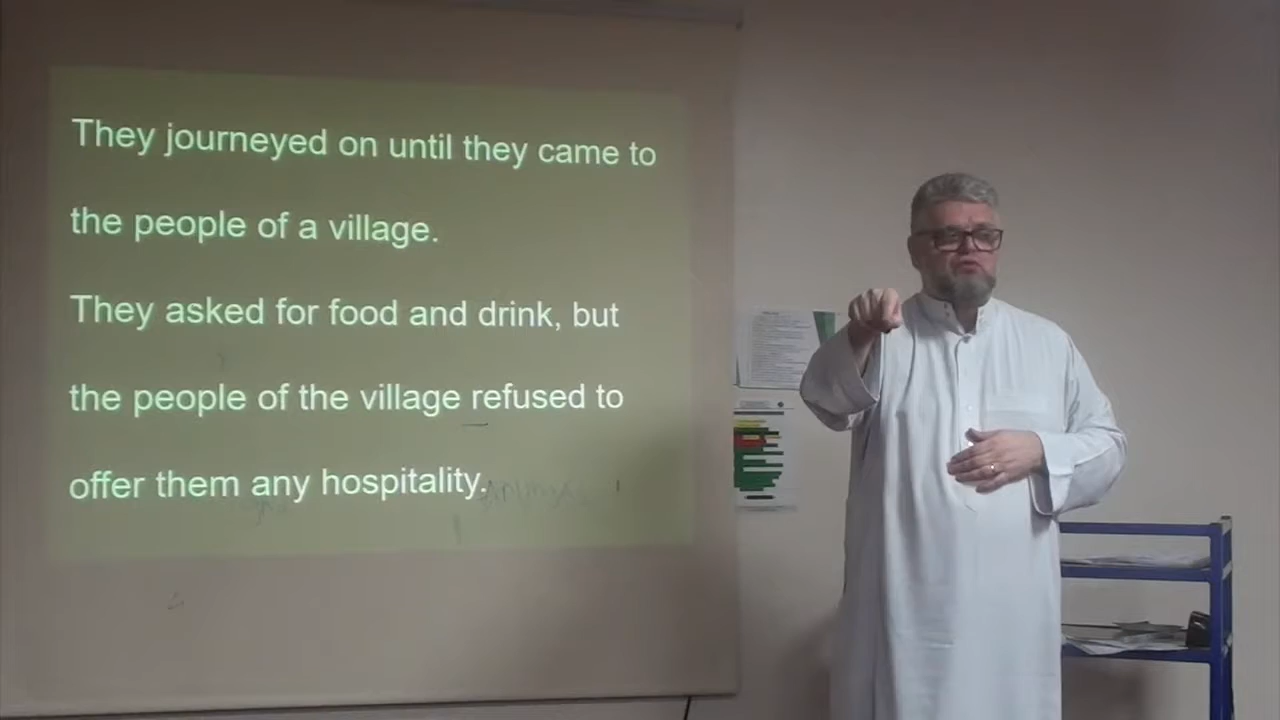 They journeyed on until they came to
the people of a village.
They asked for food and drink, but
the people of the village refused to
offer them any hospitality.